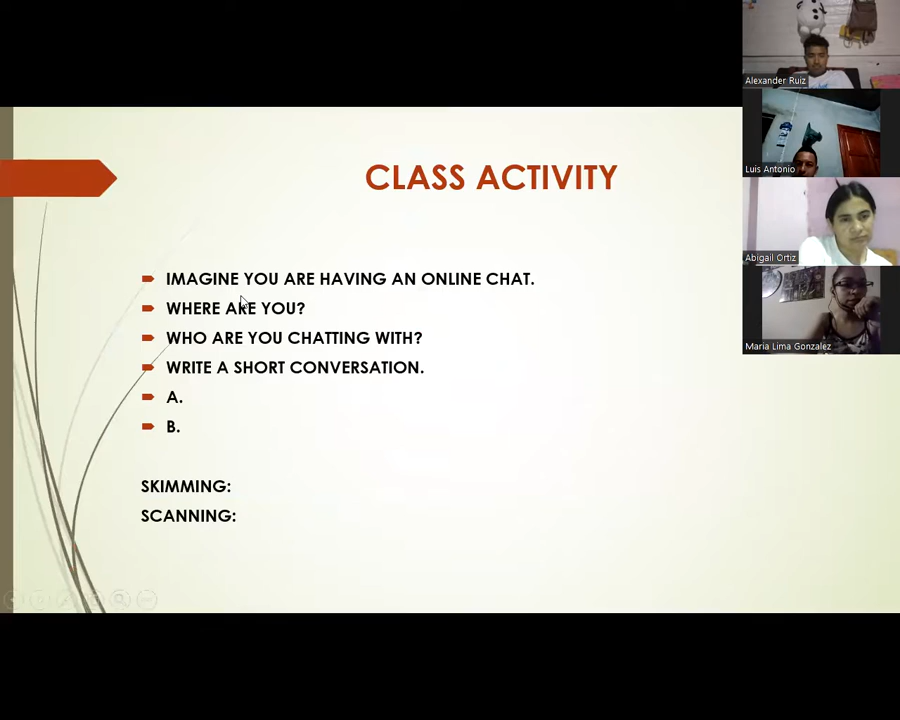 CLASS ACTIVITY
IMAGINE YOU ARE HAVING AN ONLINE CHAT.
WHERE ARE YOU?
WHO ARE YOU CHATTING WITH?
WRITE A SHORT CONVERSATION.
A.
B.
SKIMMING:
SCANNING:
Alexander Ruiz
Luis Antonio
Abigail Ortiz
Maria Lima Gonzalez